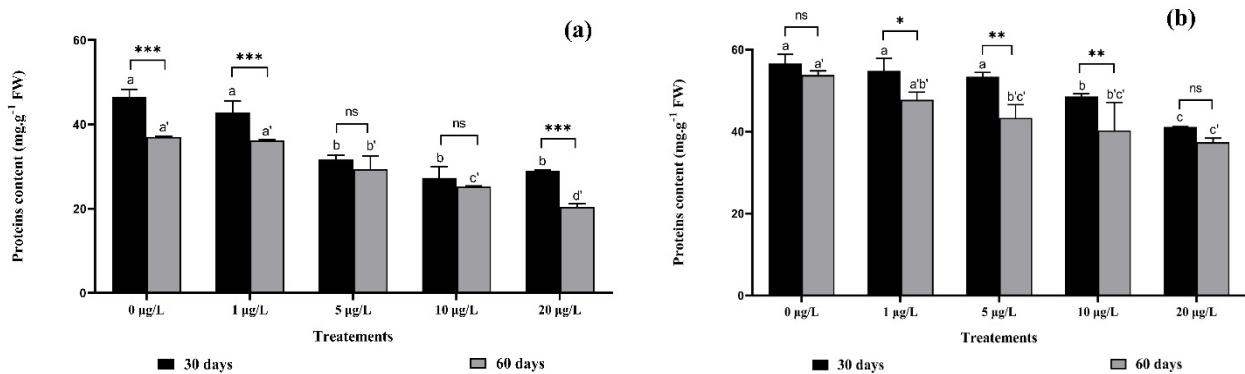 (a)
Proteins content (mg.g⁻¹ FW)
60
40
20
0
*** *** ns ns ***
a a' a a' b b' b c' b d'
0 µg/L 1 µg/L 5 µg/L 10 µg/L 20 µg/L
Treatements
30 days 60 days
(b)
Proteins content (mg.g⁻¹ FW)
60
40
20
0
ns * ** ** ns
a a' a a'b' a b'c' b b'c' c c'
0 µg/L 1 µg/L 5 µg/L 10 µg/L 20 µg/L
Treatements
30 days 60 days